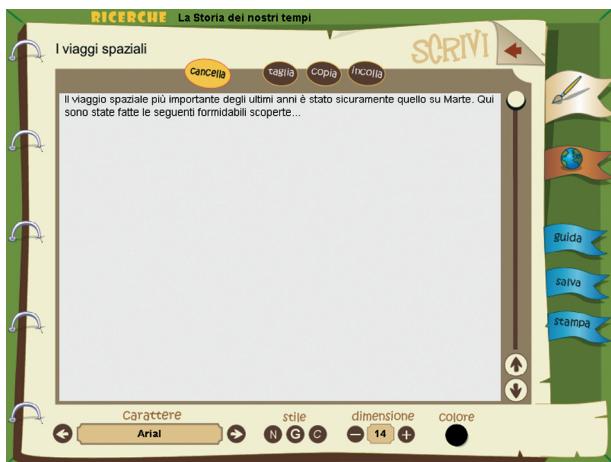 RICERCHE La Storia dei nostri tempi
I viaggi spaziali
SCRIVI
cancella taglia copia incolla
Il viaggio spaziale più importante degli ultimi anni è stato sicuramente quello su Marte. Qui
sono state fatte le seguenti formidabili scoperte...
guida
salva
stampa
carattere stile dimensione colore
Arial N G C 14